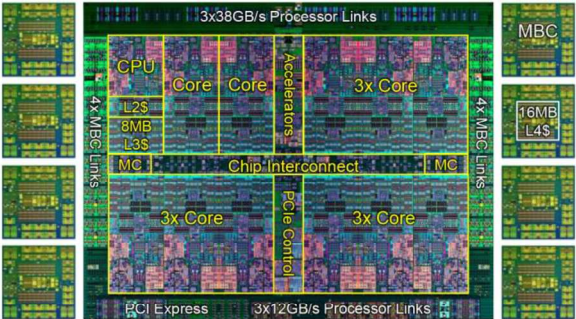 3x38GB/s Processor Links
MBC
CPU
Core
Core
Accelerators
3x Core
L2$
8MB
L3$
16MB
L4$
4x MBC Links
4x MBC Links
MC
Chip Interconnect
MC
3x Core
PCIe Control
3x Core
PCI Express
3x12GB/s Processor Links